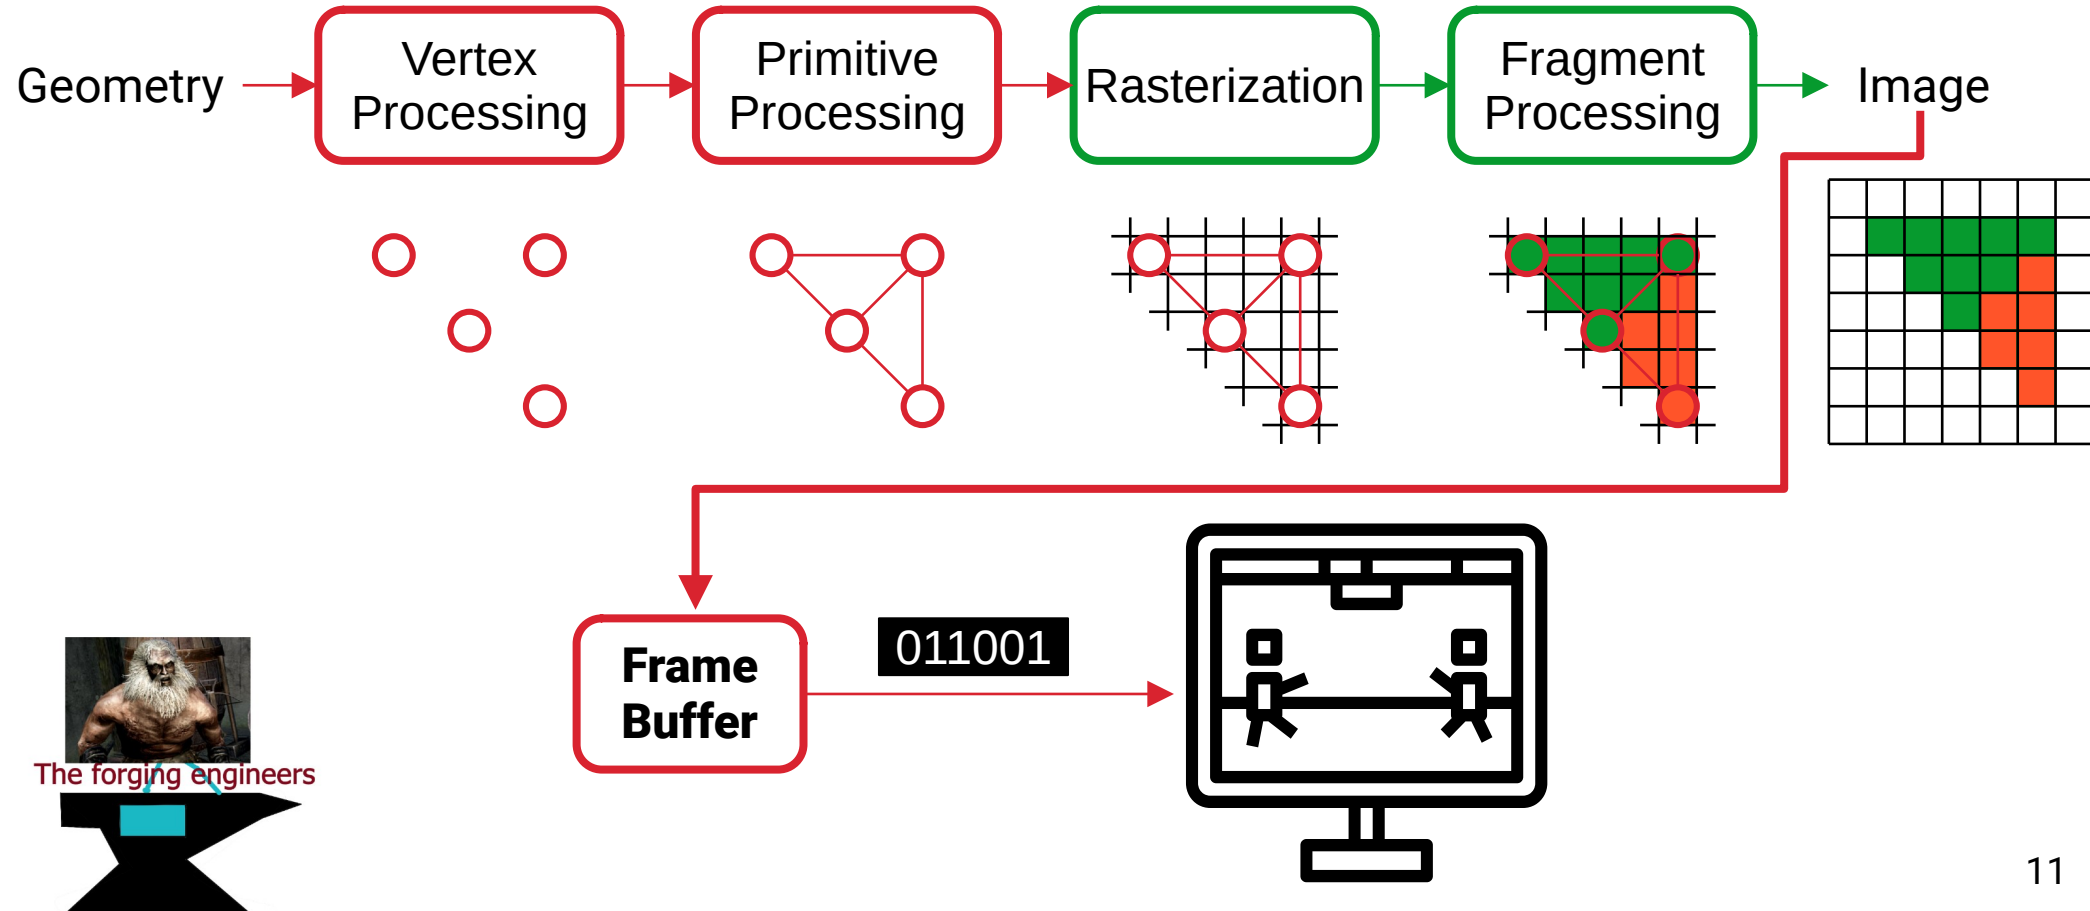 Geometry
Vertex
Processing
Primitive
Processing
Rasterization
Fragment
Processing
Image
Frame
Buffer
011001
The forging engineers
11